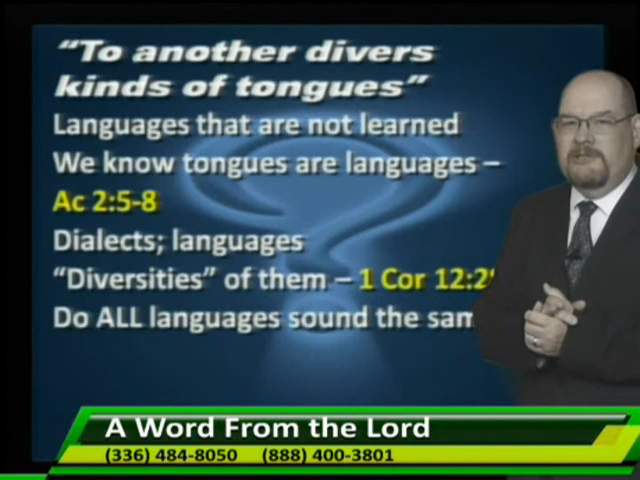 “To another divers
kinds of tongues”
Languages that are not learned
We know tongues are languages –
Ac 2:5-8
Dialects; languages
“Diversities” of them – 1 Cor
Do ALL languages sound the
A Word From the Lord
(336) 484-8050 (888) 400-3801